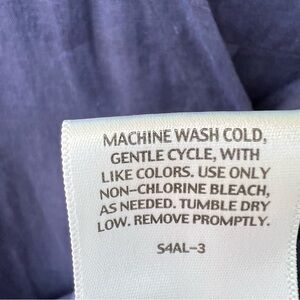 MACHINE WASH COLD,
GENTLE CYCLE, WITH
LIKE COLORS. USE ONLY
NON-CHLORINE BLEACH,
AS NEEDED. TUMBLE DRY
LOW. REMOVE PROMPTLY.
S4AL-3